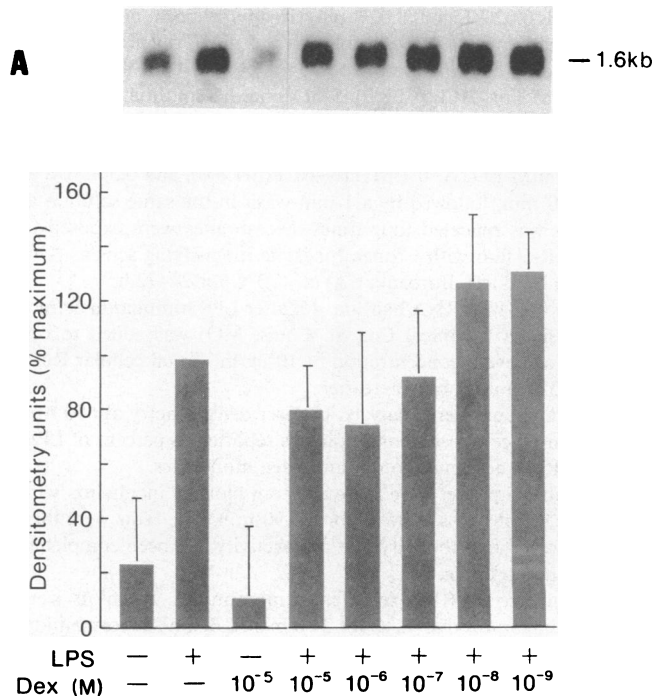 A
— 1.6kb
Densitometry units (% maximum)
160
120
80
40
0
LPS — + — + + + + +
Dex (M) — — 10⁻⁵ 10⁻⁵ 10⁻⁶ 10⁻⁷ 10⁻⁸ 10⁻⁹